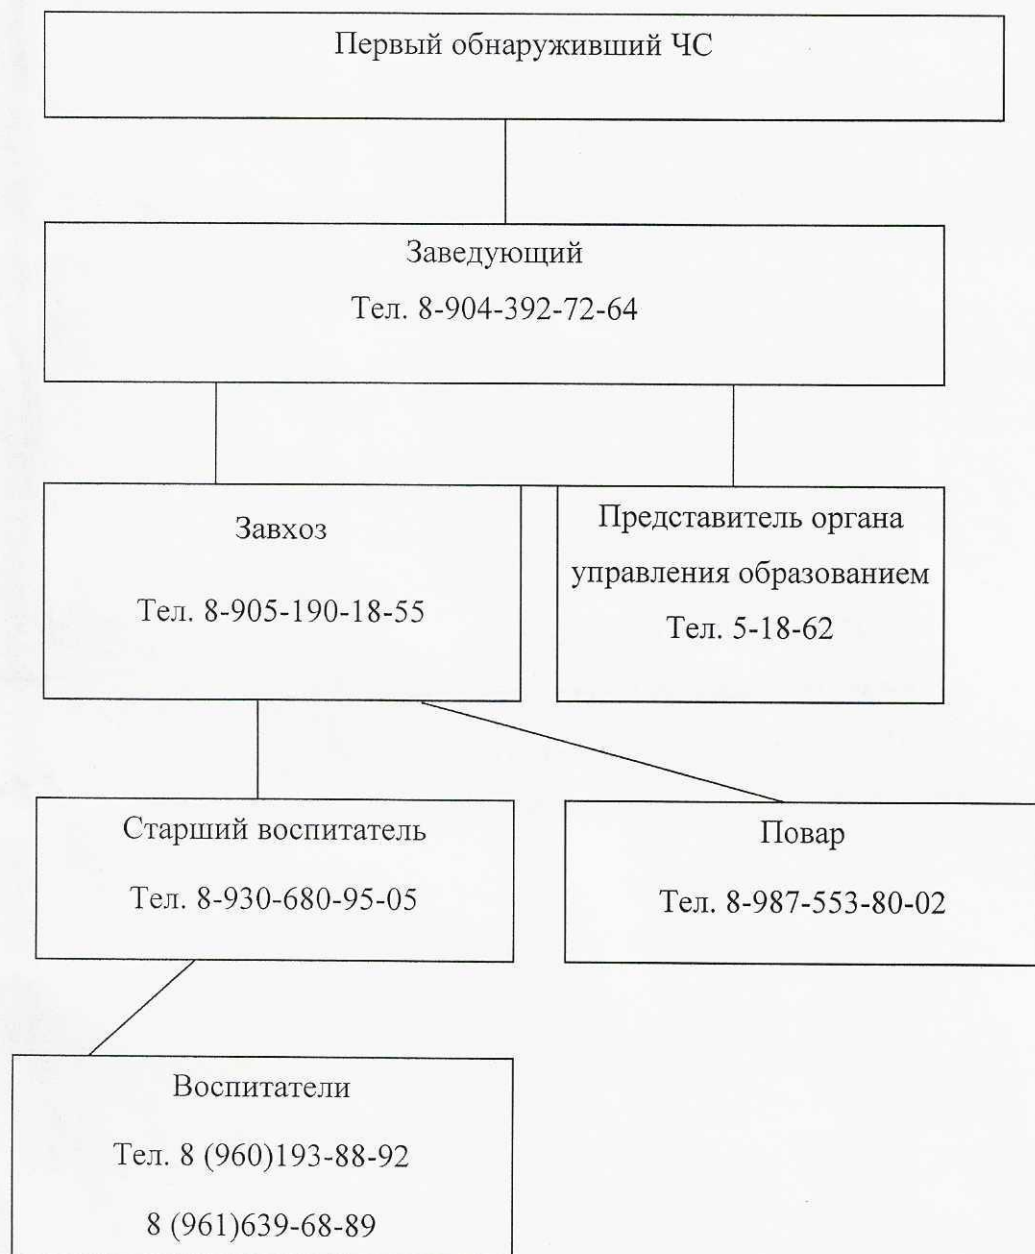 Первый обнаруживший ЧС
Заведующий
Тел. 8-904-392-72-64
Завхоз
Тел. 8-905-190-18-55
Представитель органа
управления образованием
Тел. 5-18-62
Старший воспитатель
Тел. 8-930-680-95-05
Повар
Тел. 8-987-553-80-02
Воспитатели
Тел. 8 (960)193-88-92
8 (961)639-68-89